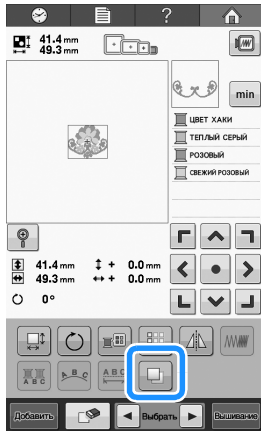 ?
41.4 mm
49.3 mm
min
ЦВЕТ ХАКИ
ТЕПЛЫЙ СЕРЫЙ
РОЗОВЫЙ
СВЕЖИЙ РОЗОВЫЙ
41.4 mm + 0.0 mm
49.3 mm + 0.0 mm
0°
A B C A B C A B C
Добавить Выбрать Вышивание